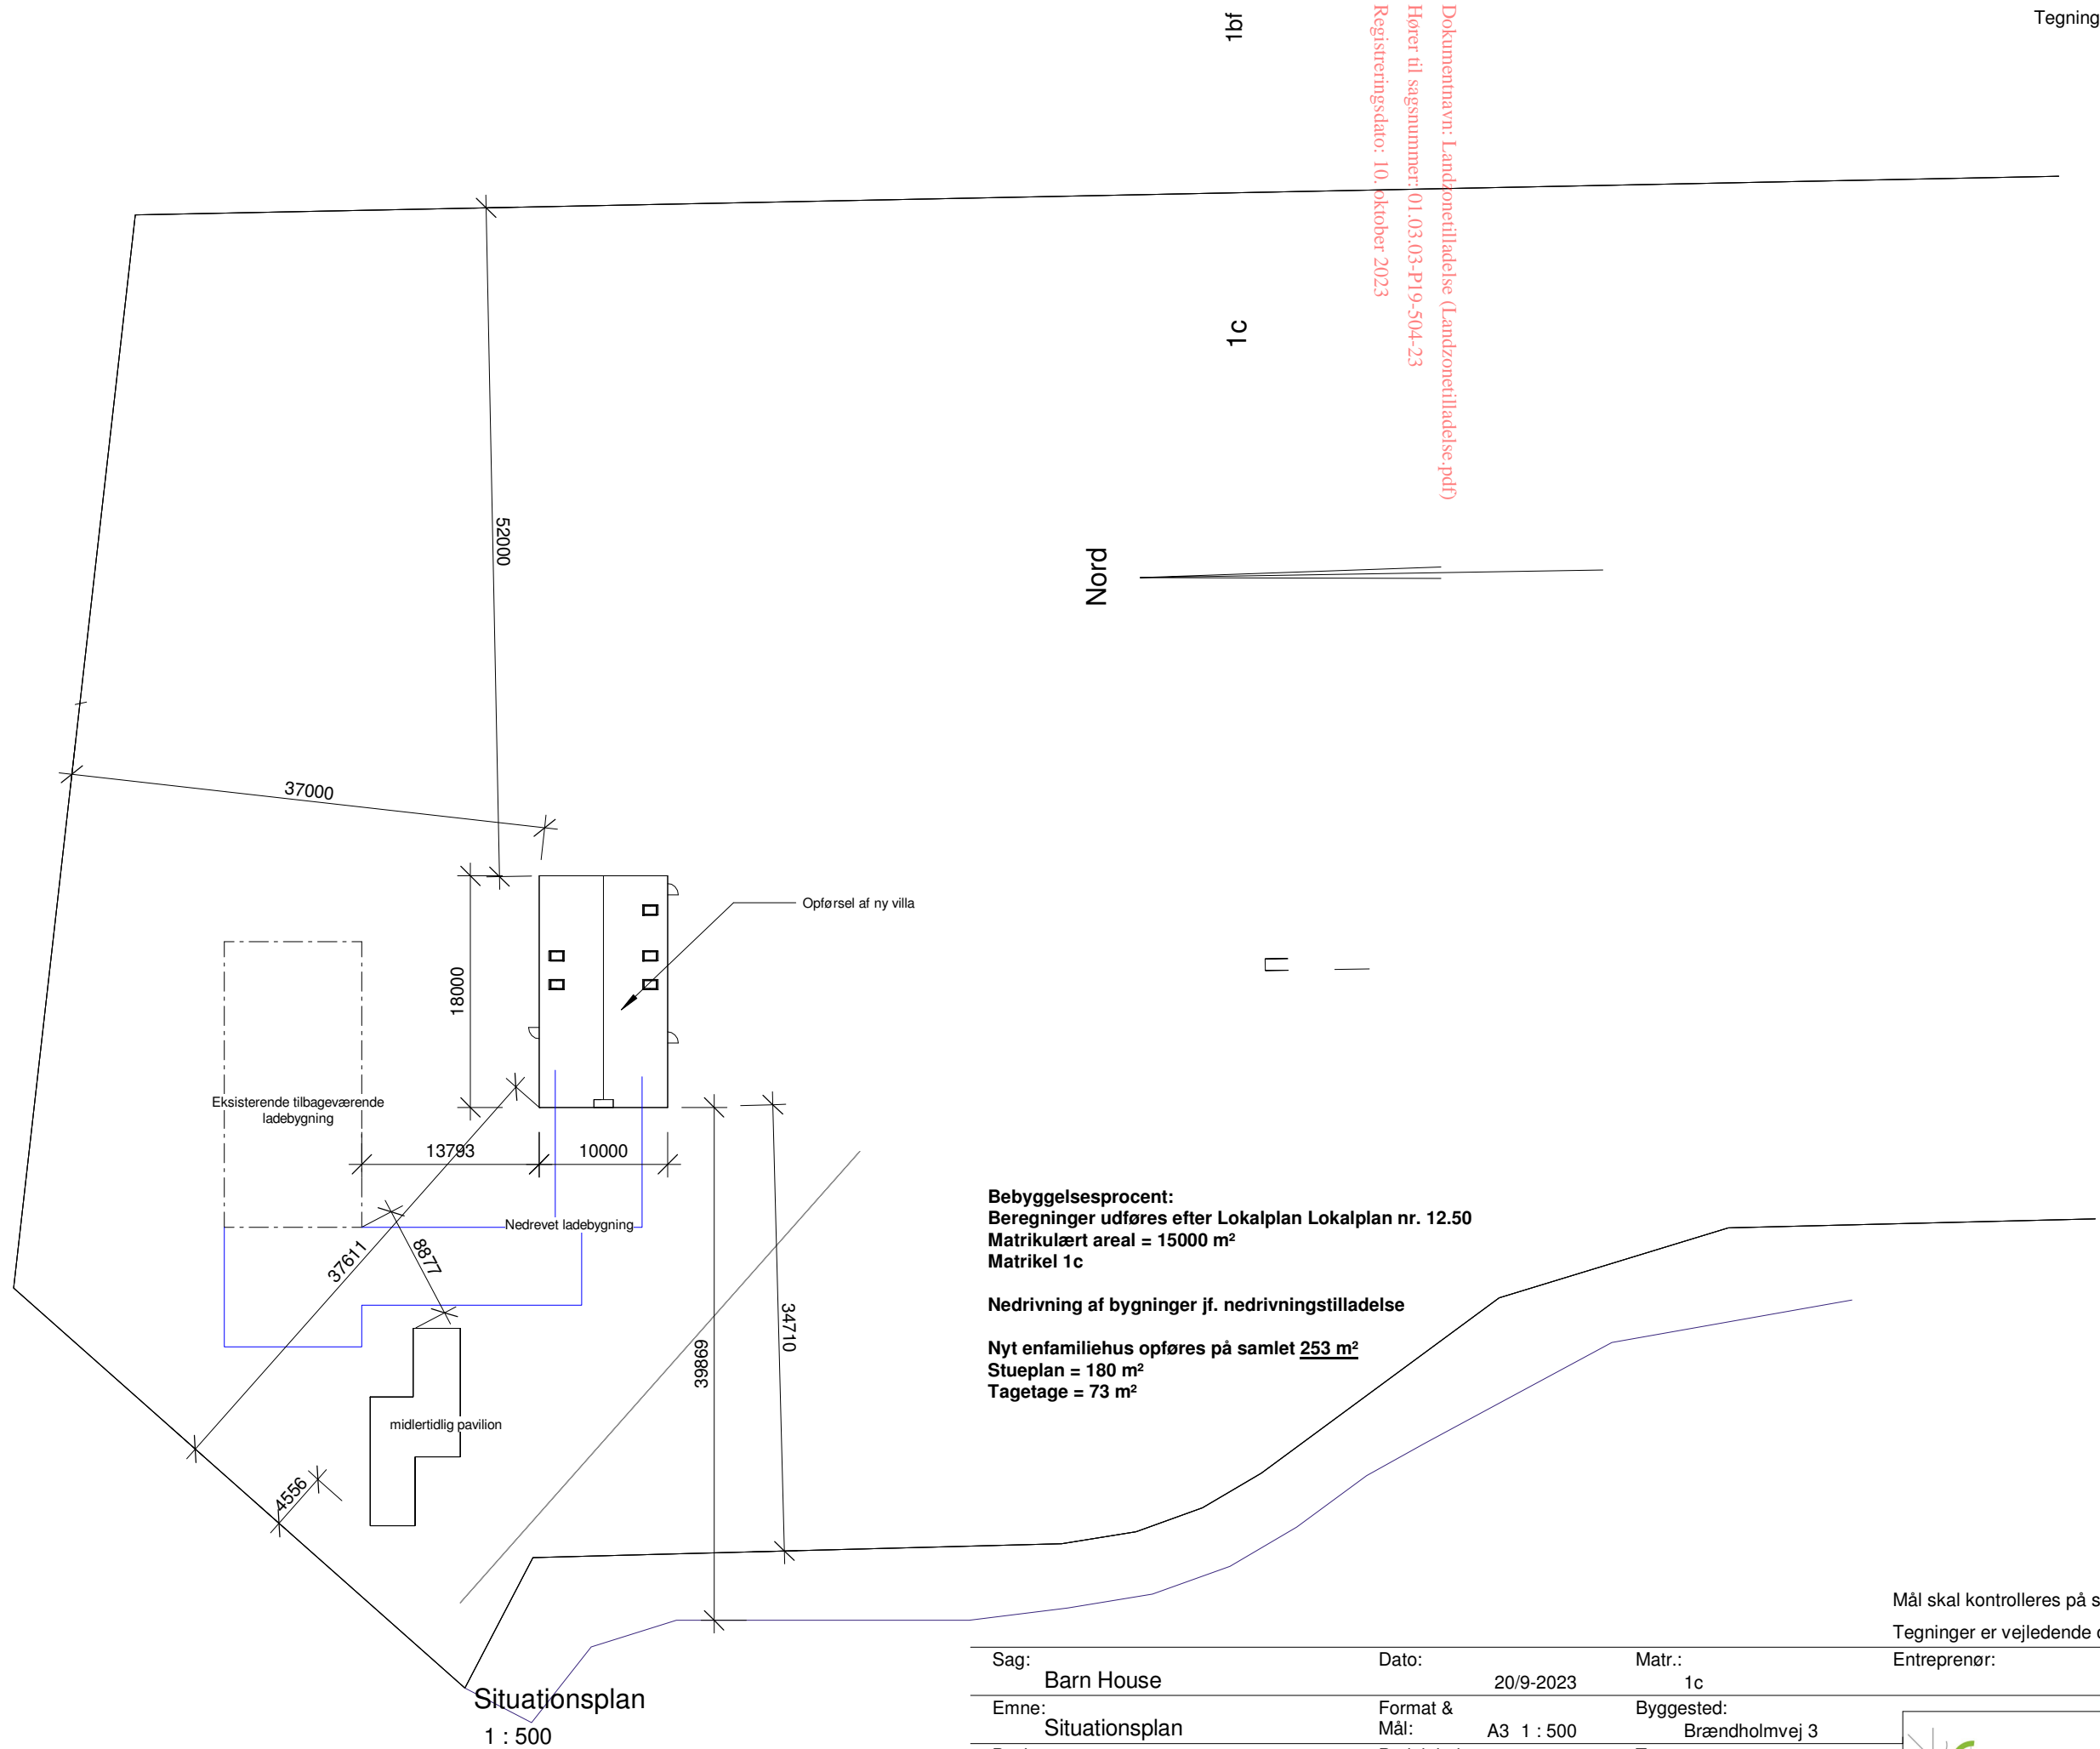 Tegning
1bf
Dokumentnavn: Landzonetilladelse (Landzonetilladelse.pdf)
Hører til sagsnummer: 01.03.03-P19-504-23
Registreringsdato: 10. oktober 2023
1c
52000
Nord
37000
Opførsel af ny villa
18000
Eksisterende tilbageværende
ladebygning
13793
10000
Nedrevet ladebygning
37611
8877
34710
39869
midlertidlig pavilion
4556
Bebyggelsesprocent:
Beregninger udføres efter Lokalplan Lokalplan nr. 12.50
Matrikulært areal = 15000 m²
Matrikel 1c
Nedrivning af bygninger jf. nedrivningstilladelse
Nyt enfamiliehus opføres på samlet 253 m²
Stueplan = 180 m²
Tagetage = 73 m²
Mål skal kontrolleres på s
Tegninger er vejledende
Situationsplan
1 : 500
Sag:
Barn House
Dato:
20/9-2023
Matr.:
1c
Entreprenør:
Emne:
Situationsplan
Format &
Mål:
A3 1 : 500
Byggested:
Brændholmvej 3